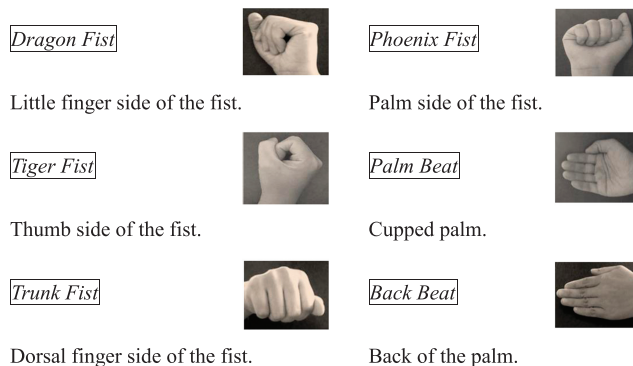 Dragon Fist
Little finger side of the fist.
Tiger Fist
Thumb side of the fist.
Trunk Fist
Dorsal finger side of the fist.
Phoenix Fist
Palm side of the fist.
Palm Beat
Cupped palm.
Back Beat
Back of the palm.